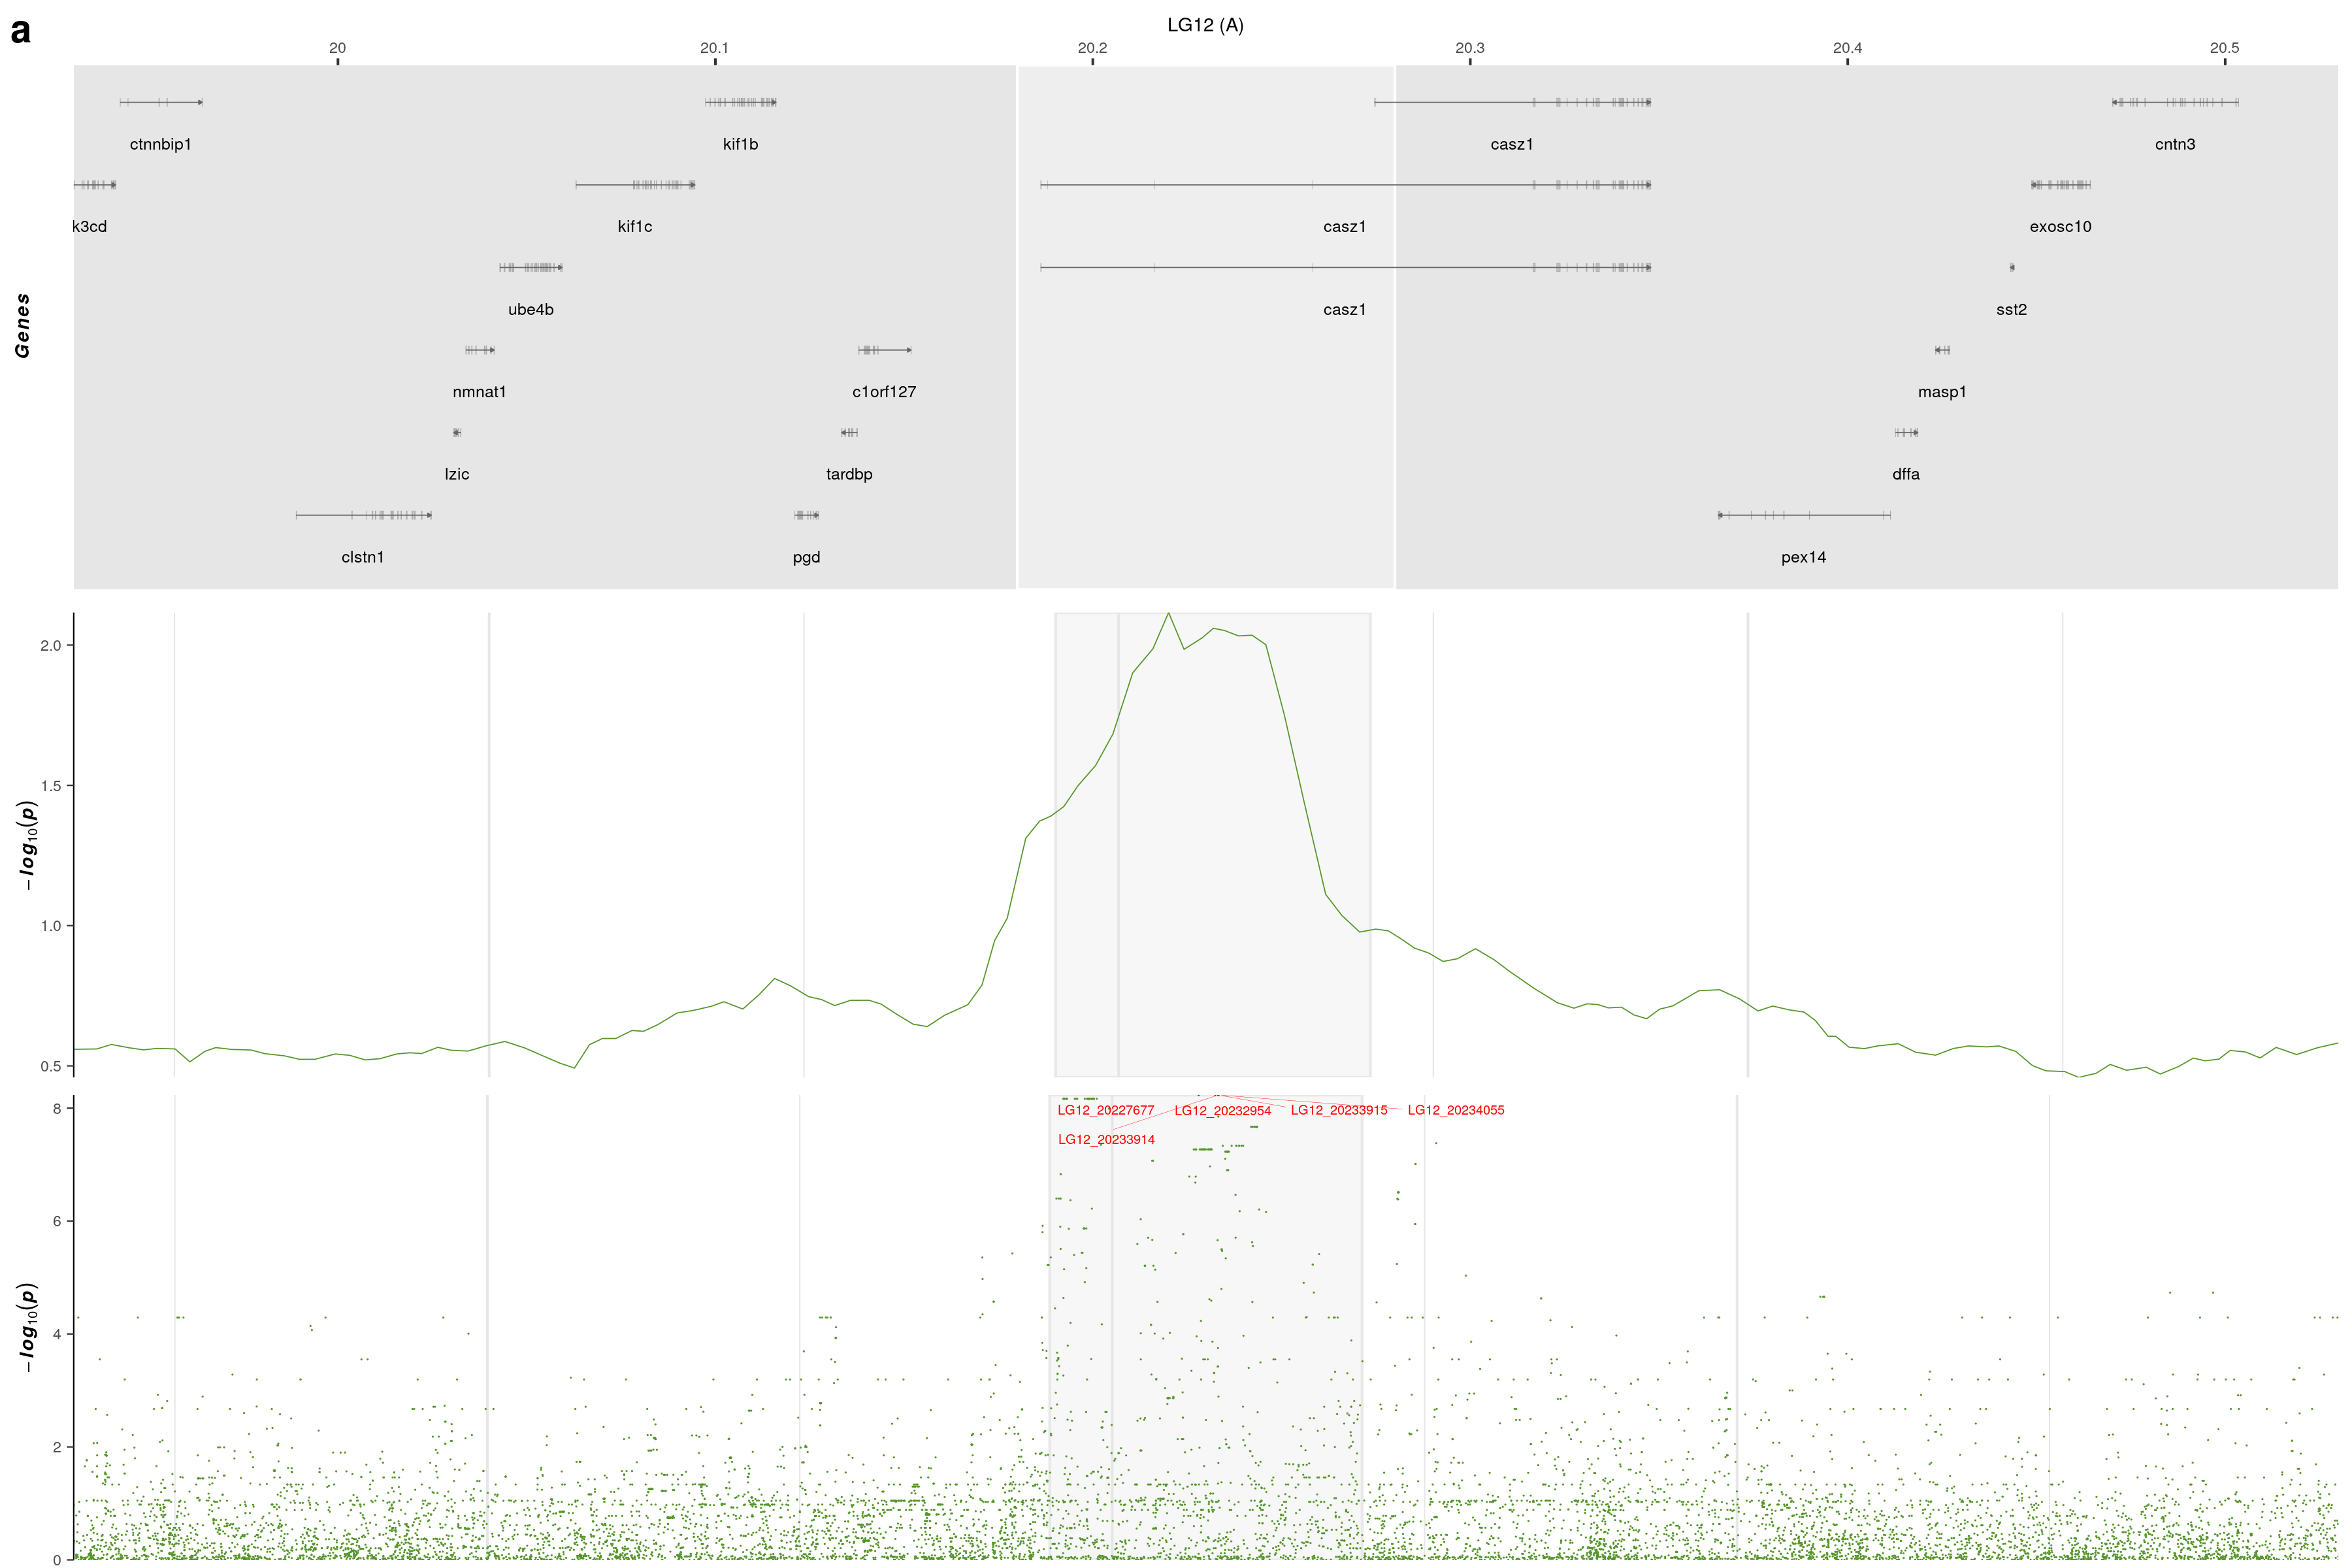 a
LG12 (A)
20 20.1 20.2 20.3 20.4 20.5
Genes
ctnnbip1 kif1b casz1 cntn3
k3cd kif1c casz1 exosc10
ube4b casz1 sst2
nmnat1 c1orf127 masp1
lzic tardbp dffa
clstn1 pgd pex14
−log10(p)
2.0
1.5
1.0
0.5
−log10(p)
8
6
4
2
0
LG12_20227677 LG12_20232954 LG12_20233915 LG12_20234055
LG12_20233914